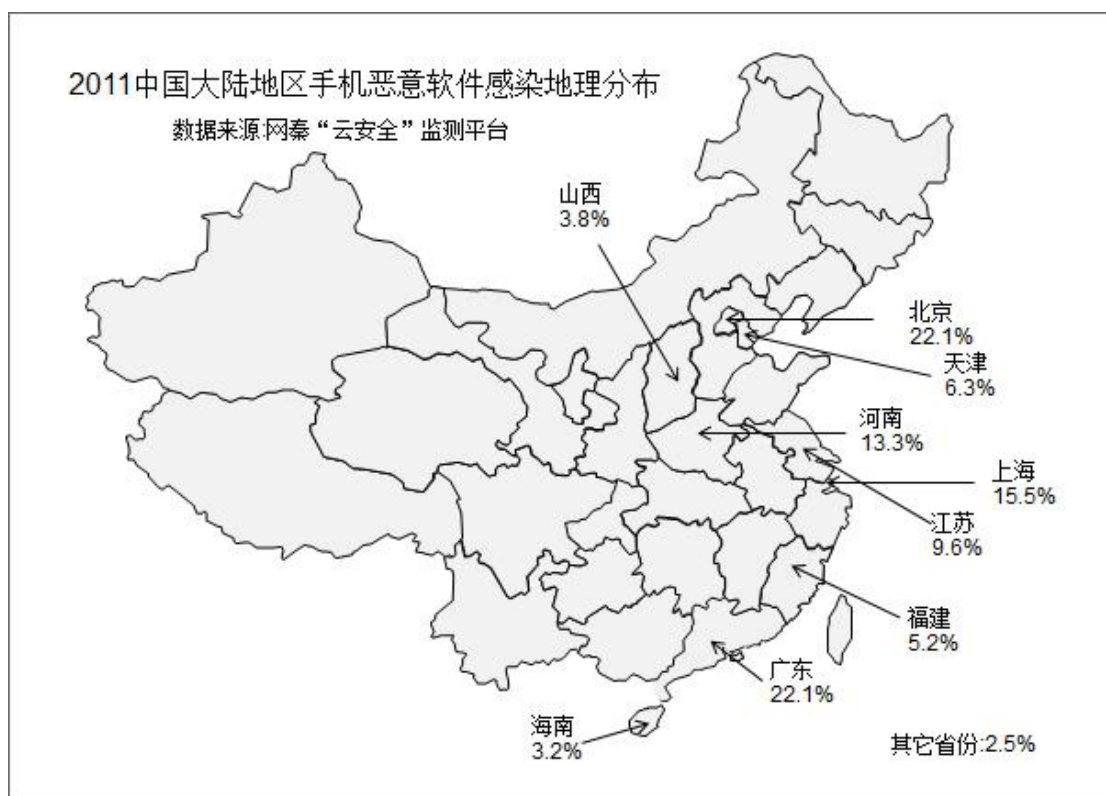 2011中国大陆地区手机恶意软件感染地理分布
数据来源:网秦“云安全”监测平台
山西
3.8%
北京
22.1%
天津
6.3%
河南
13.3%
上海
15.5%
江苏
9.6%
福建
5.2%
广东
22.1%
海南
3.2%
其它省份:2.5%